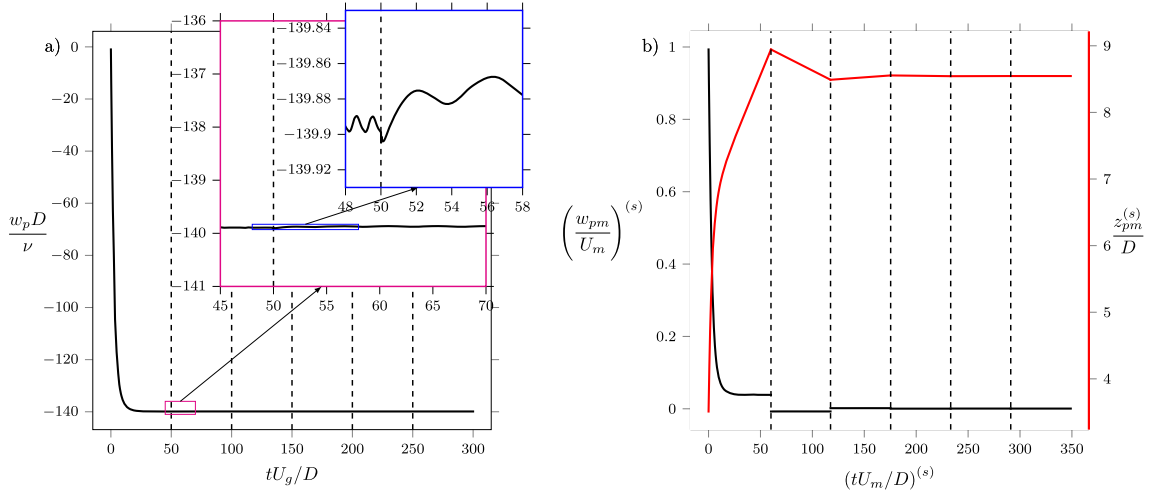 a)
0
−20
−40
−60
−80
−100
−120
−140
w_p D
ν
0 50 100 150 200 250 300
tU_g/D
−136
−137
−138
−139
−140
−141
45 50 55 60 65 70
−139.84
−139.86
−139.88
−139.9
−139.92
48 50 52 54 56 58
b)
1
0.8
0.6
0.4
0.2
0
(w_pm
U_m)^(s)
0 50 100 150 200 250 300 350
(tU_m/D)^(s)
9
8
7
6
5
4
z_pm^(s)
D